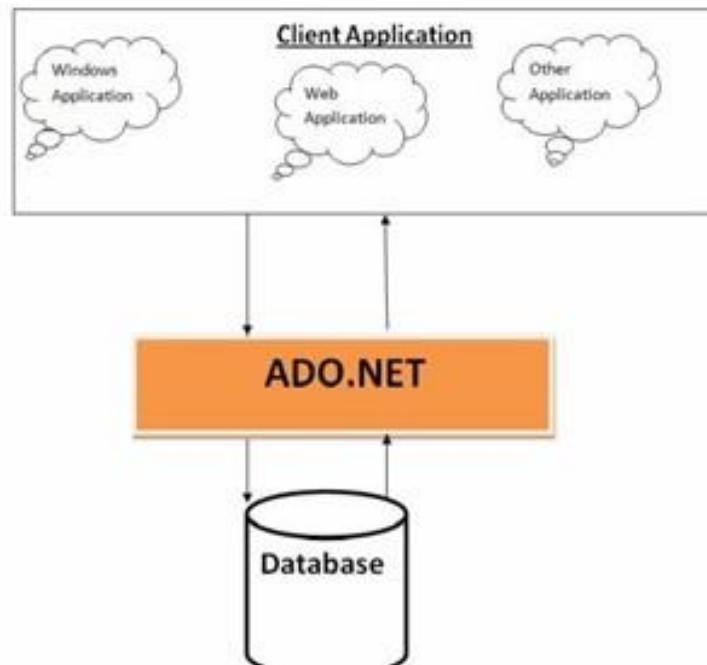 Client Application
Windows
Application
Web
Application
Other
Application
ADO.NET
Database